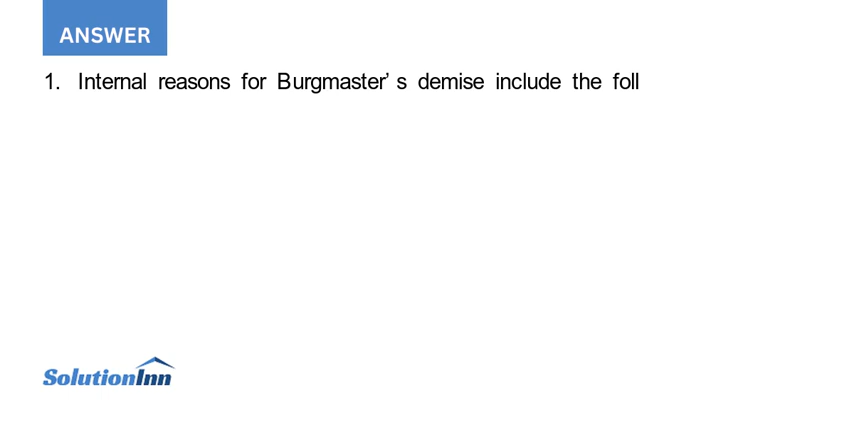 ANSWER
1. Internal reasons for Burgmaster’ s demise include the foll
SolutionInn